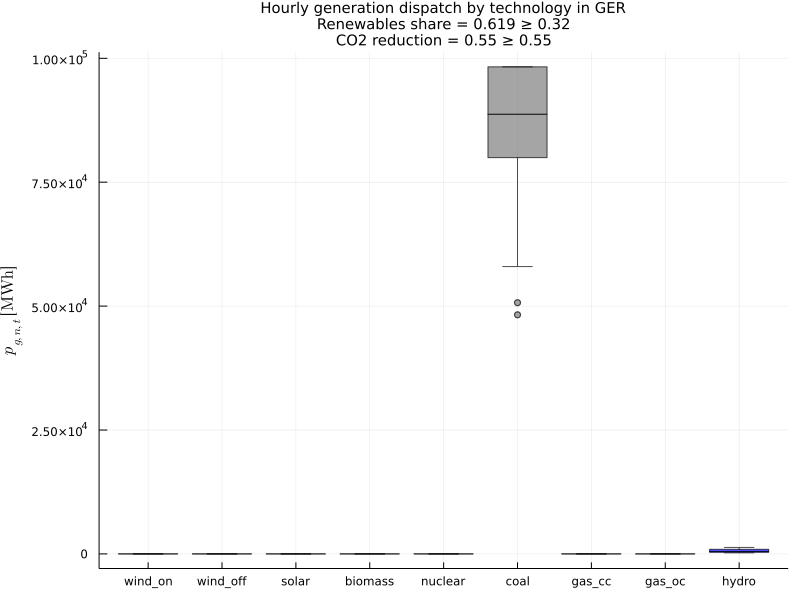 Hourly generation dispatch by technology in GER
Renewables share = 0.619 ≥ 0.32
CO2 reduction = 0.55 ≥ 0.55
1.00×10⁵
7.50×10⁴
5.00×10⁴
2.50×10⁴
0
p_{g,n,t} [MWh]
wind_on wind_off solar biomass nuclear coal gas_cc gas_oc hydro